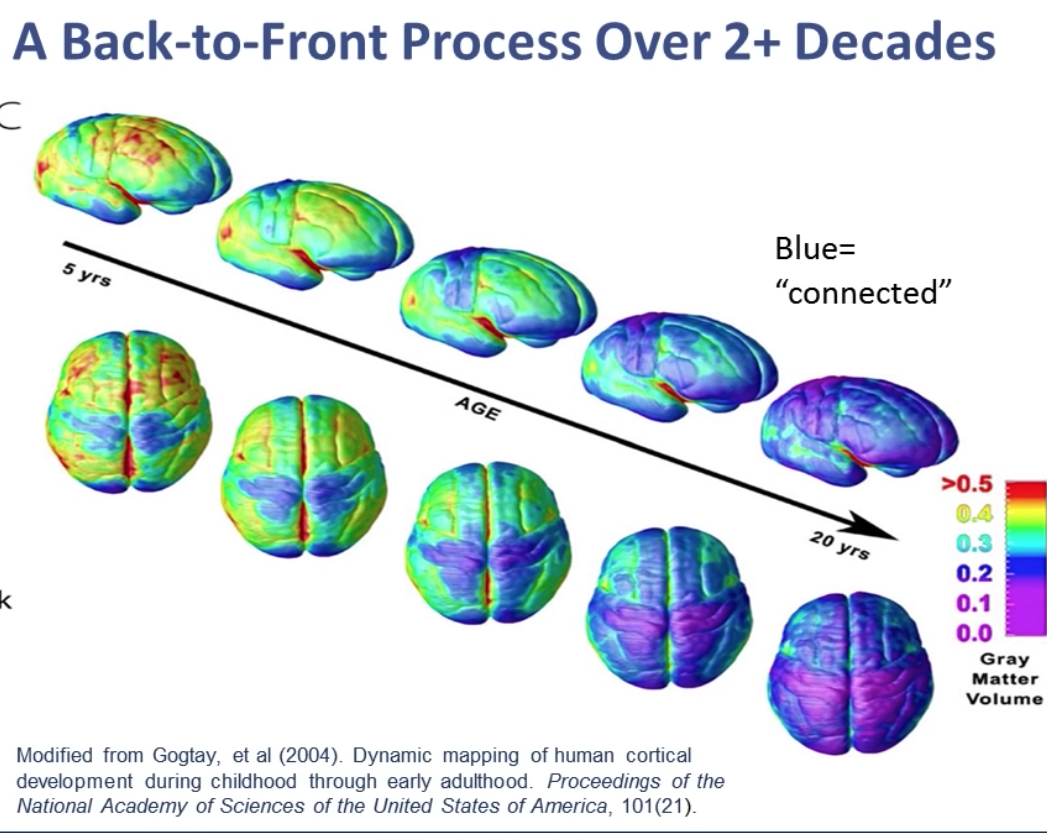 A Back-to-Front Process Over 2+ Decades
C
5 yrs
Blue=
“connected”
AGE
20 yrs
>0.5
0.4
0.3
0.2
0.1
0.0
Gray
Matter
Volume
k
Modified from Gogtay, et al (2004). Dynamic mapping of human cortical
development during childhood through early adulthood. Proceedings of the
National Academy of Sciences of the United States of America, 101(21).